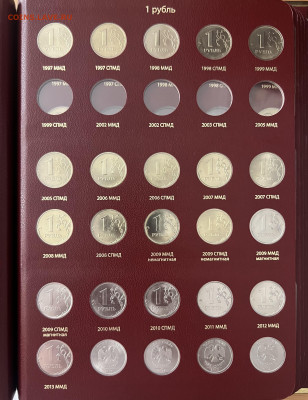 1 рубль
1997 ММД 1997 СПМД 1998 ММД 1998 СПМД 1999 ММД
1999 СПМД 2002 ММД 2002 СПМД 2003 СПМД 2005 ММД
2005 СПМД 2006 ММД 2006 СПМД 2007 ММД 2007 СПМД
2008 ММД 2008 СПМД 2009 ММД 2009 СПМД 2009 ММД
немагнитная немагнитная магнитная
2009 СПМД 2010 ММД 2010 СПМД 2011 ММД 2012 ММД
магнитная
2013 ММД